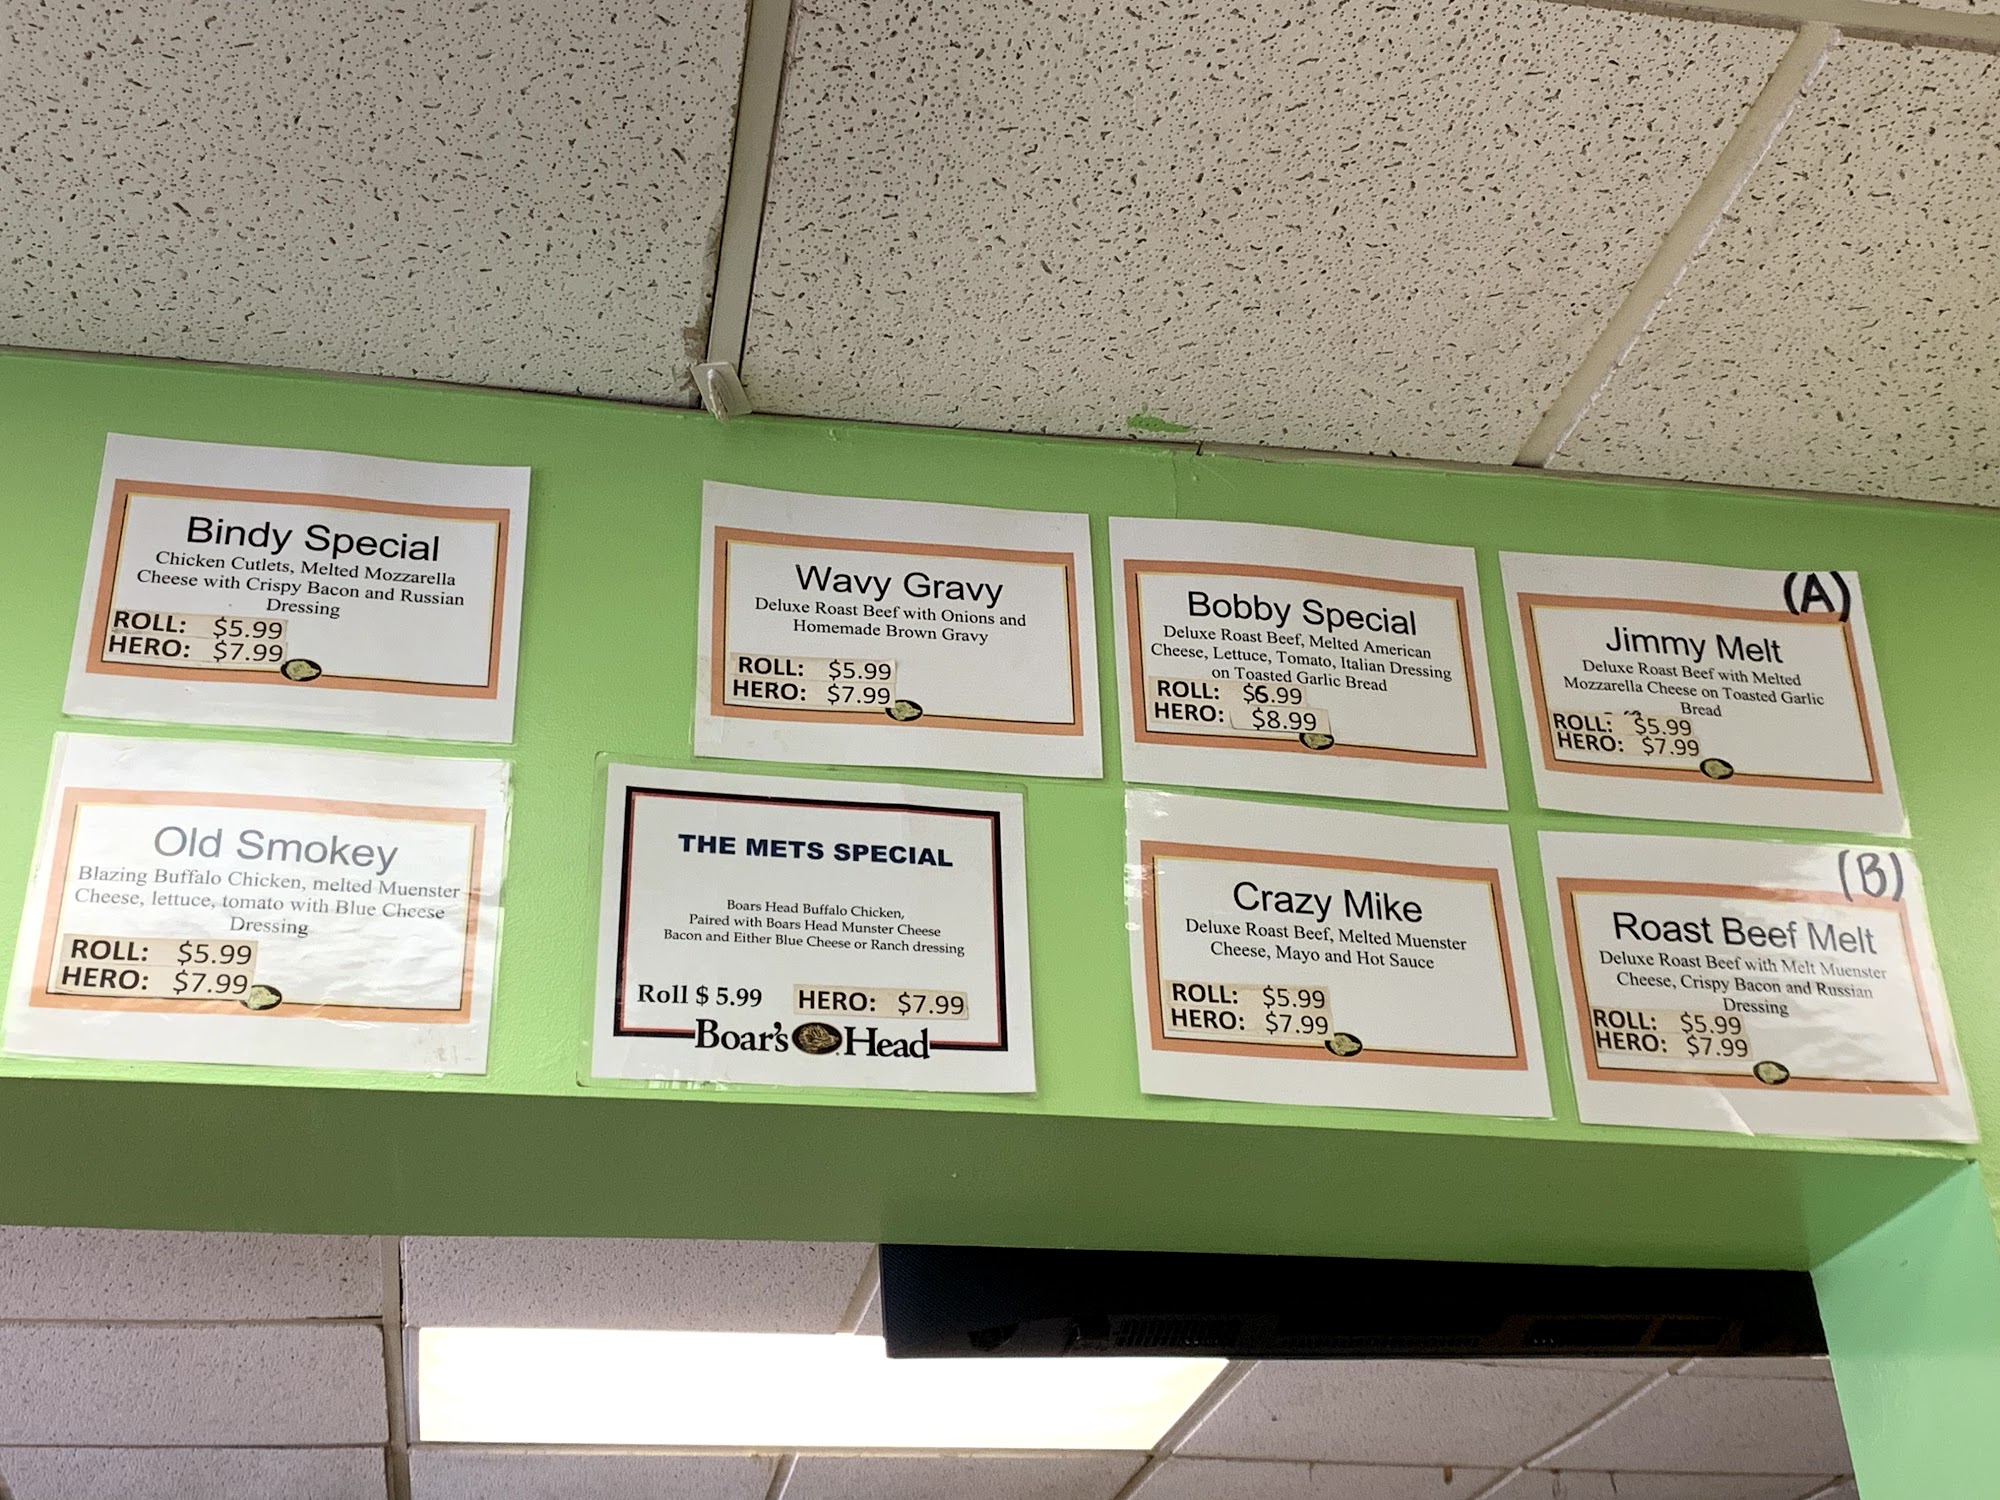 Bindy Special
Chicken Cutlets, Melted Mozzarella
Cheese with Crispy Bacon and Russian
Dressing
ROLL: $5.99
HERO: $7.99
Wavy Gravy
Deluxe Roast Beef with Onions and
Homemade Brown Gravy
ROLL: $5.99
HERO: $7.99
Bobby Special
Deluxe Roast Beef, Melted American
Cheese, Lettuce, Tomato, Italian Dressing
on Toasted Garlic Bread
ROLL: $6.99
HERO: $8.99
(A)
Jimmy Melt
Deluxe Roast Beef with Melted
Mozzarella Cheese on Toasted Garlic
Bread
ROLL: $5.99
HERO: $7.99
Old Smokey
Blazing Buffalo Chicken, melted Muenster
Cheese, lettuce, tomato with Blue Cheese
Dressing
ROLL: $5.99
HERO: $7.99
THE METS SPECIAL
Boars Head Buffalo Chicken,
Paired with Boars Head Munster Cheese
Bacon and Either Blue Cheese or Ranch dressing
Roll $ 5.99 HERO: $7.99
Boar's Head
Crazy Mike
Deluxe Roast Beef, Melted Muenster
Cheese, Mayo and Hot Sauce
ROLL: $5.99
HERO: $7.99
(B)
Roast Beef Melt
Deluxe Roast Beef with Melt Muenster
Cheese, Crispy Bacon and Russian
Dressing
ROLL: $5.99
HERO: $7.99